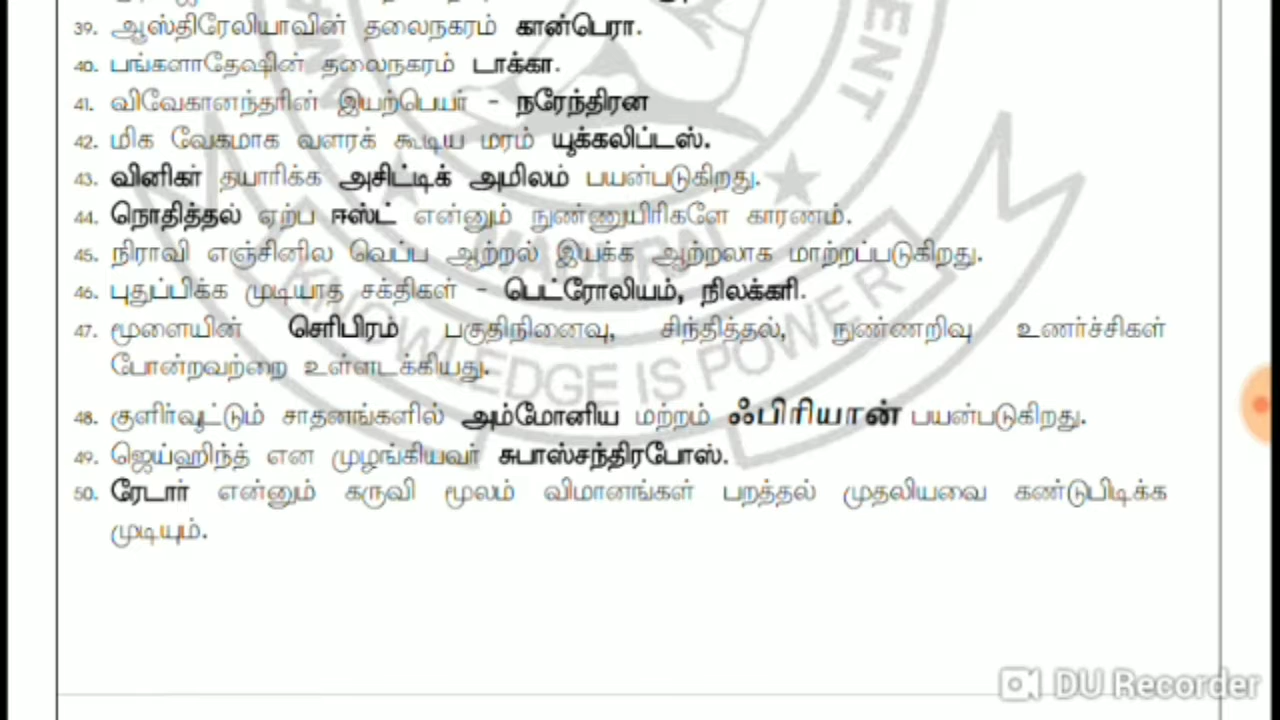 39. ஆஸ்திரேலியாவின் தலைநகரம் கான்பெரா.
40. பங்களாதேஷின் தலைநகரம் டாக்கா.
41. விவேகானந்தரின் இயற்பெயர் - நரேந்திரன
42. மிக வேகமாக வளரக் கூடிய மரம் யூக்கலிப்டஸ்.
43. வினிகர் தயாரிக்க அசிட்டிக் அமிலம் பயன்படுகிறது.
44. நொதித்தல் ஏற்ப ஈஸ்ட் என்னும் நுண்ணுயிரிகளே காரணம்.
45. நிராவி எஞ்சினில வெப்ப ஆற்றல் இயக்க ஆற்றலாக மாற்றப்படுகிறது.
46. புதுப்பிக்க முடியாத சக்திகள் - பெட்ரோலியம், நிலக்கரி.
47. மூளையின் செரிபிரம் பகுதிநினைவு, சிந்தித்தல், நுண்ணறிவு உணர்ச்சிகள்
போன்றவற்றை உள்ளடக்கியது.
48. குளிர்வூட்டும் சாதனங்களில் அம்மோனிய மற்றம் ஃபிரியான் பயன்படுகிறது.
49. ஜெய்ஹிந்த் என முழங்கியவர் சுபாஸ்சந்திரபோஸ்.
50. ரேடார் என்னும் கருவி மூலம் விமானங்கள் பறத்தல் முதலியவை கண்டுபிடிக்க
முடியும்.
MADURAI
KNOWLEDGE IS POWER
DU Recorder